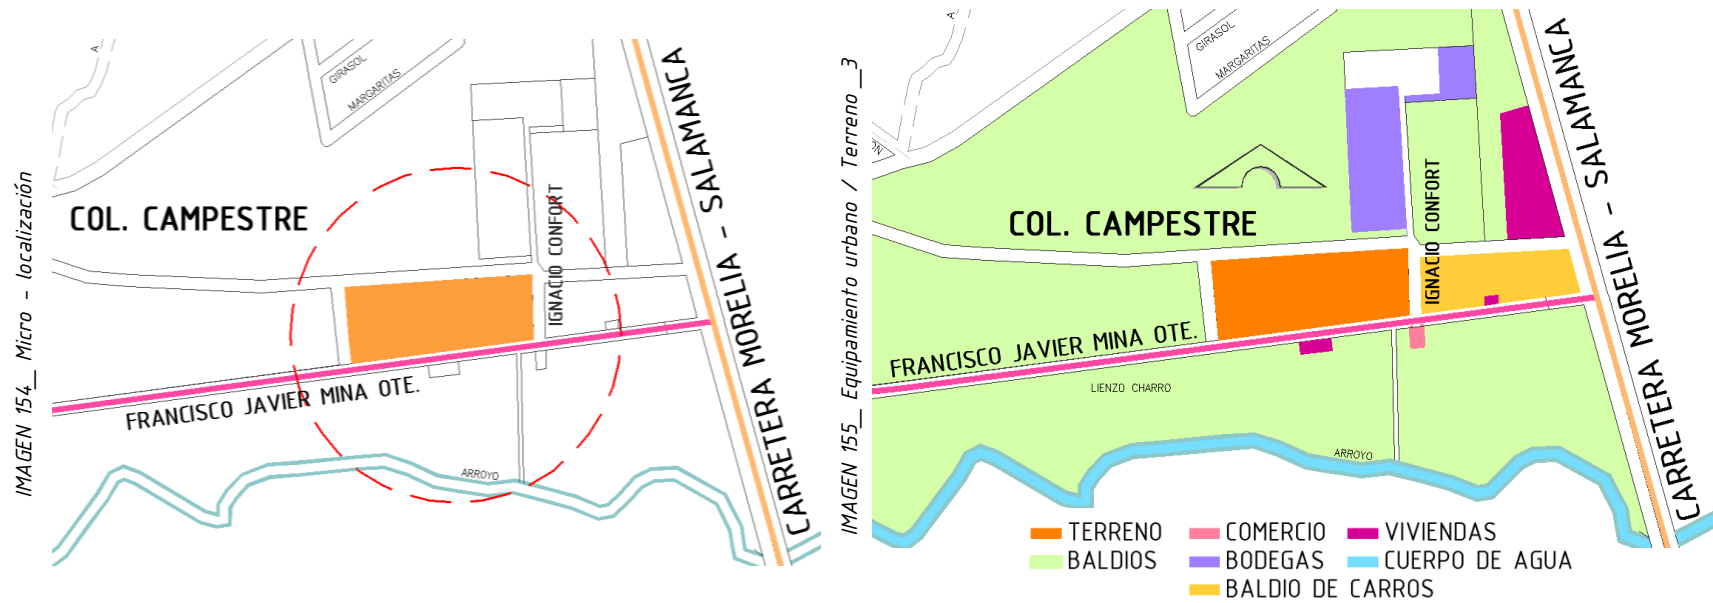 IMAGEN 154_ Micro - localización
A
GIRASOL
MARGARITAS
COL. CAMPESTRE
IGNACIO CONFORT
CARRETERA MORELIA - SALAMANCA
FRANCISCO JAVIER MINA OTE.
ARROYO
IMAGEN 155_ Equipamiento urbano / Terreno _3
A
GIRASOL
MARGARITAS
COL. CAMPESTRE
IGNACIO CONFORT
CARRETERA MORELIA - SALAMANCA
FRANCISCO JAVIER MINA OTE.
LIENZO CHARRO
ARROYO
TERRENO
COMERCIO
VIVIENDAS
BALDIOS
BODEGAS
CUERPO DE AGUA
BALDIO DE CARROS